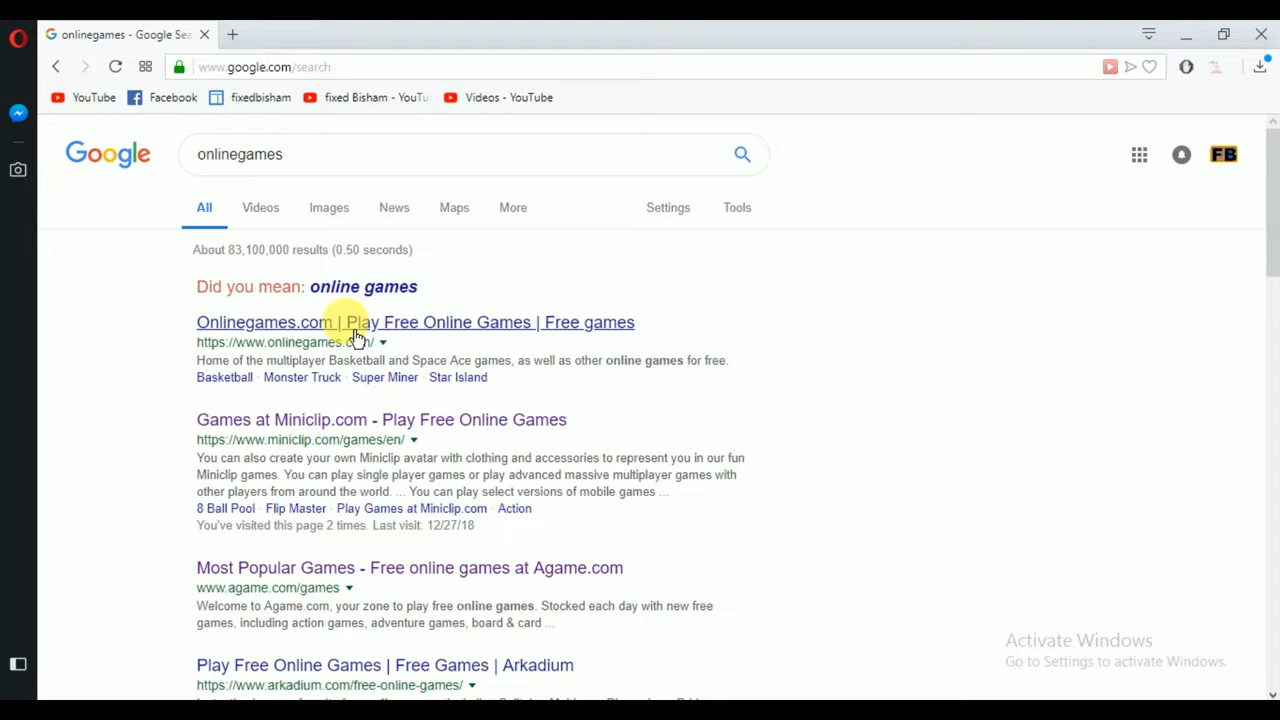 onlinegames - Google Sea
www.google.com/search
YouTube Facebook fixedbisham fixed Bisham - YouTu Videos - YouTube
Google onlinegames FB
All Videos Images News Maps More Settings Tools
About 83,100,000 results (0.50 seconds)
Did you mean: online games
Onlinegames.com | Play Free Online Games | Free games
https://www.onlinegames.com/
Home of the multiplayer Basketball and Space Ace games, as well as other online games for free.
Basketball · Monster Truck · Super Miner · Star Island
Games at Miniclip.com - Play Free Online Games
https://www.miniclip.com/games/en/
You can also create your own Miniclip avatar with clothing and accessories to represent you in our fun
Miniclip games. You can play single player games or play advanced massive multiplayer games with
other players from around the world. ... You can play select versions of mobile games ...
8 Ball Pool · Flip Master · Play Games at Miniclip.com · Action
You've visited this page 2 times. Last visit: 12/27/18
Most Popular Games - Free online games at Agame.com
www.agame.com/games
Welcome to Agame.com, your zone to play free online games. Stocked each day with new free
games, including action games, adventure games, board & card ...
Activate Windows
Go to Settings to activate Windows.
Play Free Online Games | Free Games | Arkadium
https://www.arkadium.com/free-online-games/